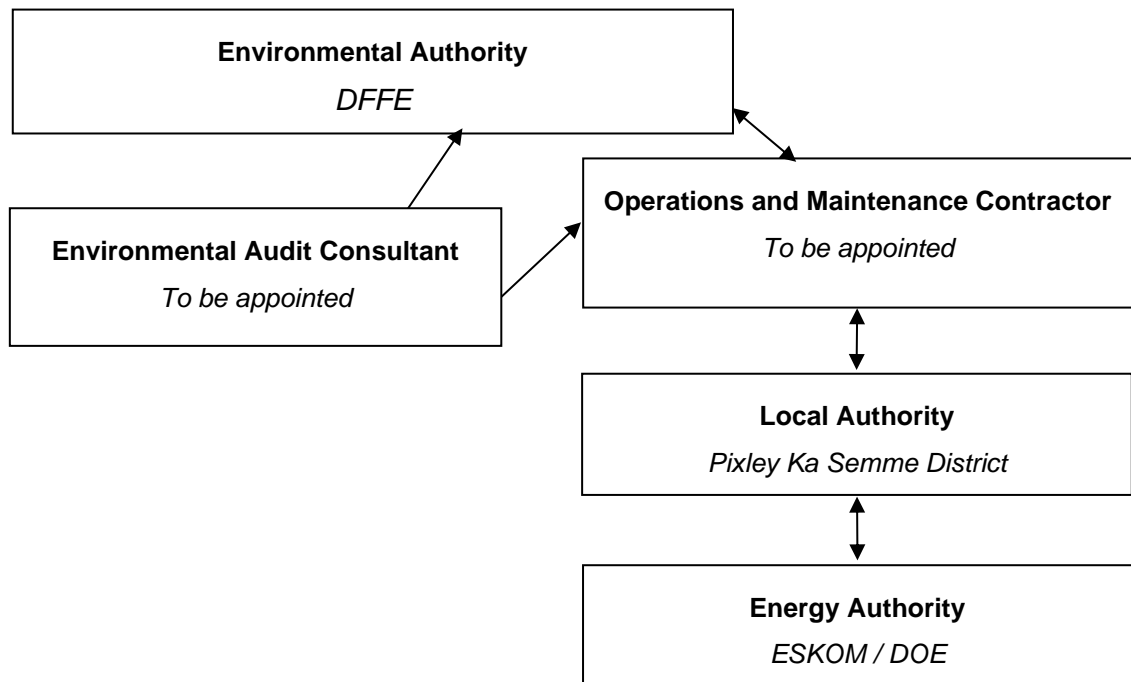 Environmental Authority
DFFE
Operations and Maintenance Contractor
To be appointed
Environmental Audit Consultant
To be appointed
Local Authority
Pixley Ka Semme District
Energy Authority
ESKOM / DOE